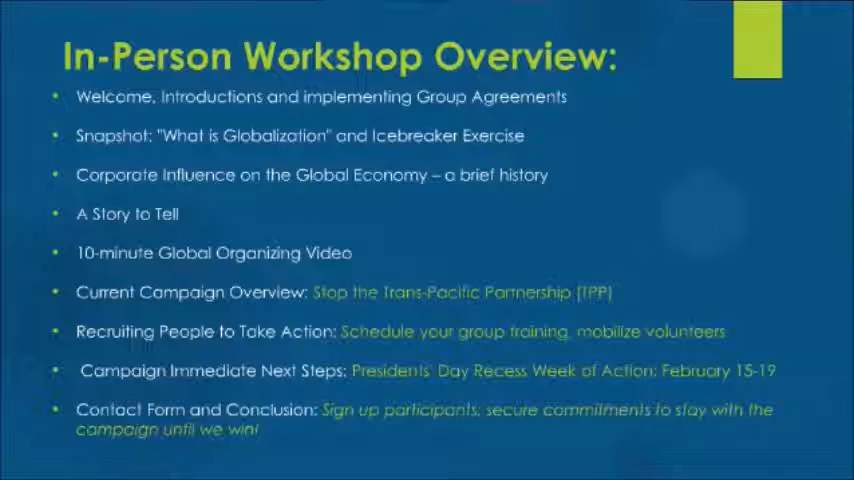 In-Person Workshop Overview:
• Welcome, Introductions and implementing Group Agreements
• Snapshot: "What is Globalization" and Icebreaker Exercise
• Corporate Influence on the Global Economy – a brief history
• A Story to Tell
• 10-minute Global Organizing Video
• Current Campaign Overview: Stop the Trans-Pacific Partnership (TPP)
• Recruiting People to Take Action: Schedule your group training, mobilize volunteers
• Campaign Immediate Next Steps: Presidents' Day Recess Week of Action: February 15-19
• Contact Form and Conclusion: Sign up participants; secure commitments to stay with the
campaign until we win!